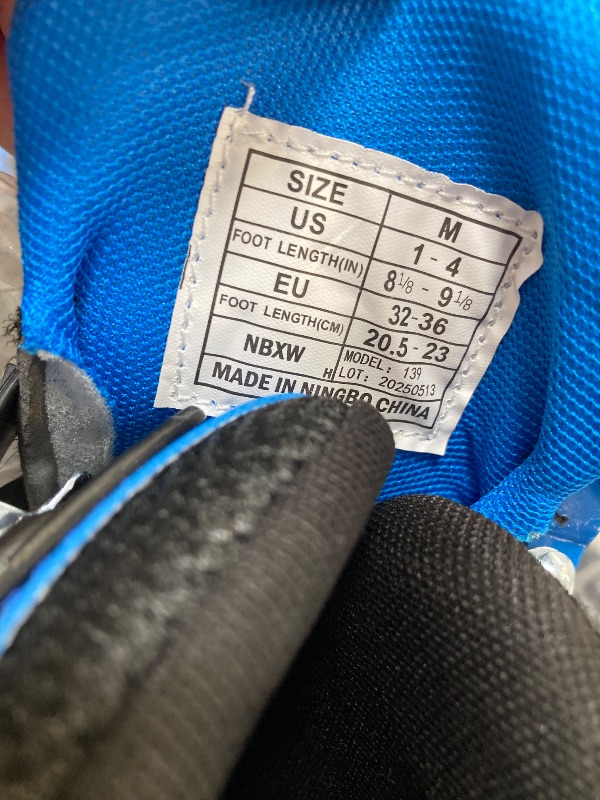 SIZE M
US 1 - 4
FOOT LENGTH(IN) 8 1/8 - 9 1/8
EU 32-36
FOOT LENGTH(CM) 20.5 - 23
NBXW MODEL: 139
H LOT: 20250513
MADE IN NINGBO CHINA